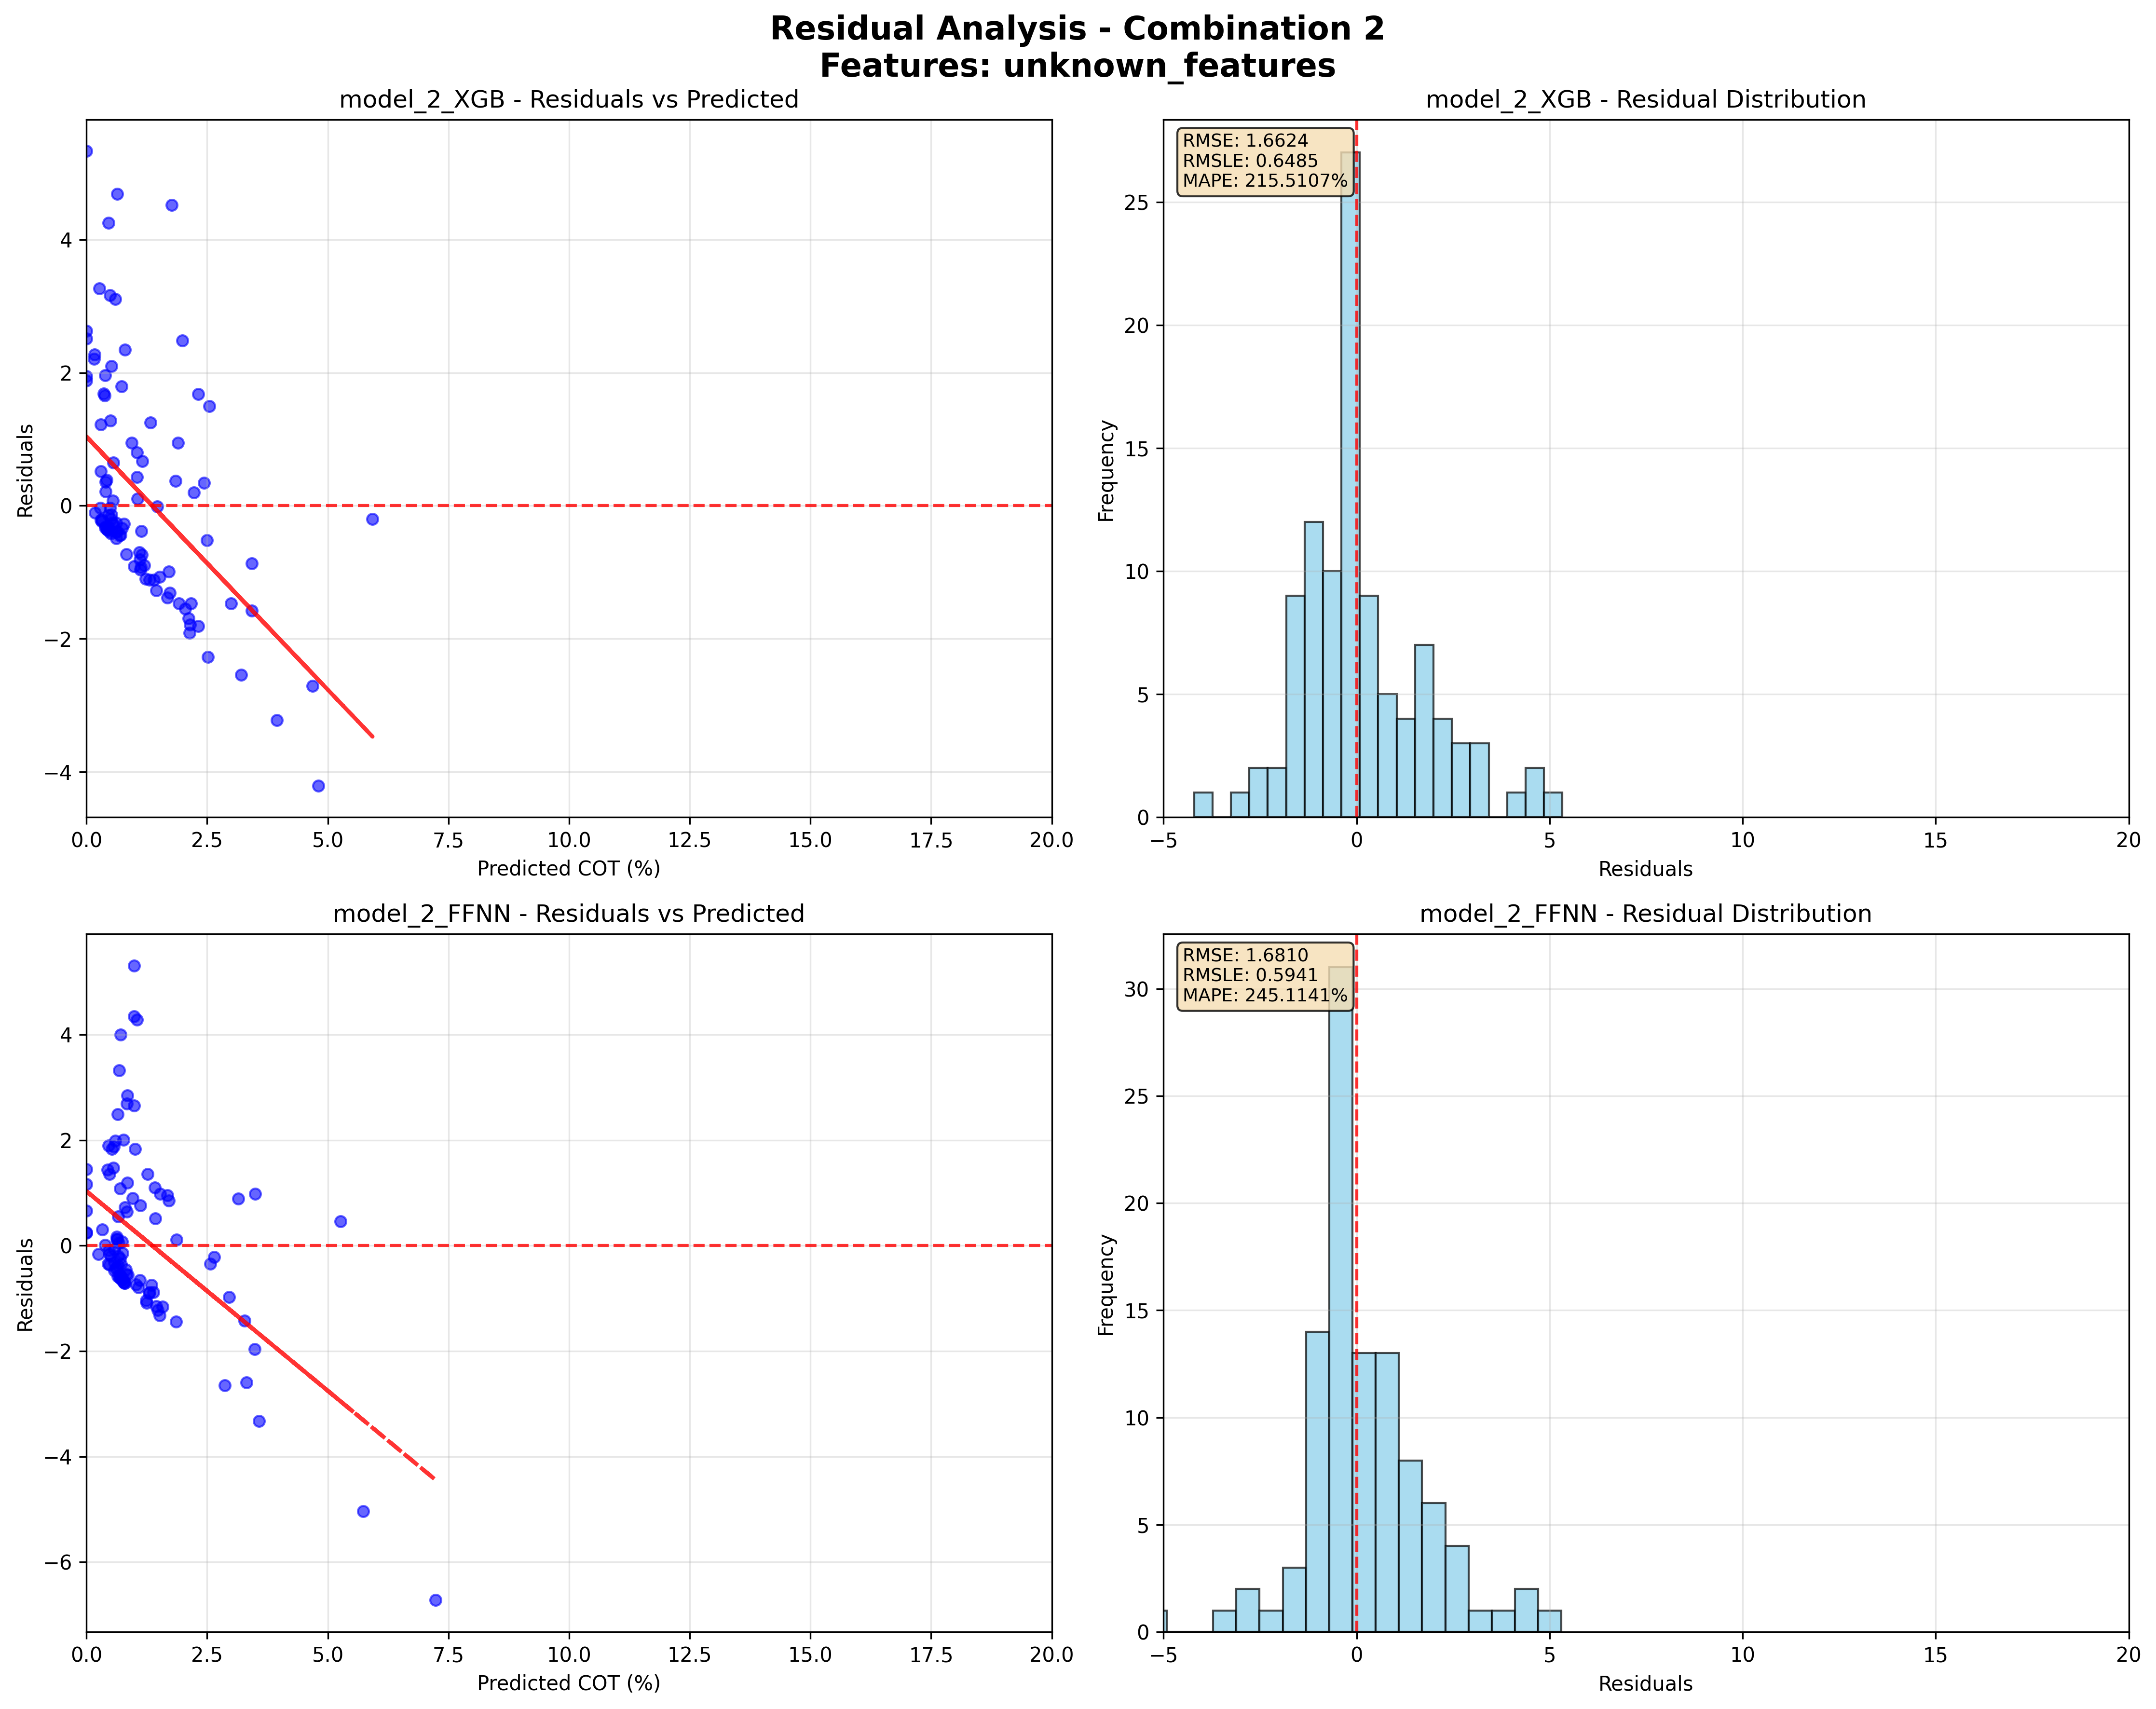 Residual Analysis - Combination 2
Features: unknown_features
model_2_XGB - Residuals vs Predicted
4
2
0
−2
−4
Residuals
0.0 2.5 5.0 7.5 10.0 12.5 15.0 17.5 20.0
Predicted COT (%)
model_2_XGB - Residual Distribution
RMSE: 1.6624
RMSLE: 0.6485
MAPE: 215.5107%
25
20
15
10
5
0
Frequency
−5 0 5 10 15 20
Residuals
model_2_FFNN - Residuals vs Predicted
4
2
0
−2
−4
−6
Residuals
0.0 2.5 5.0 7.5 10.0 12.5 15.0 17.5 20.0
Predicted COT (%)
model_2_FFNN - Residual Distribution
RMSE: 1.6810
RMSLE: 0.5941
MAPE: 245.1141%
30
25
20
15
10
5
0
Frequency
−5 0 5 10 15 20
Residuals